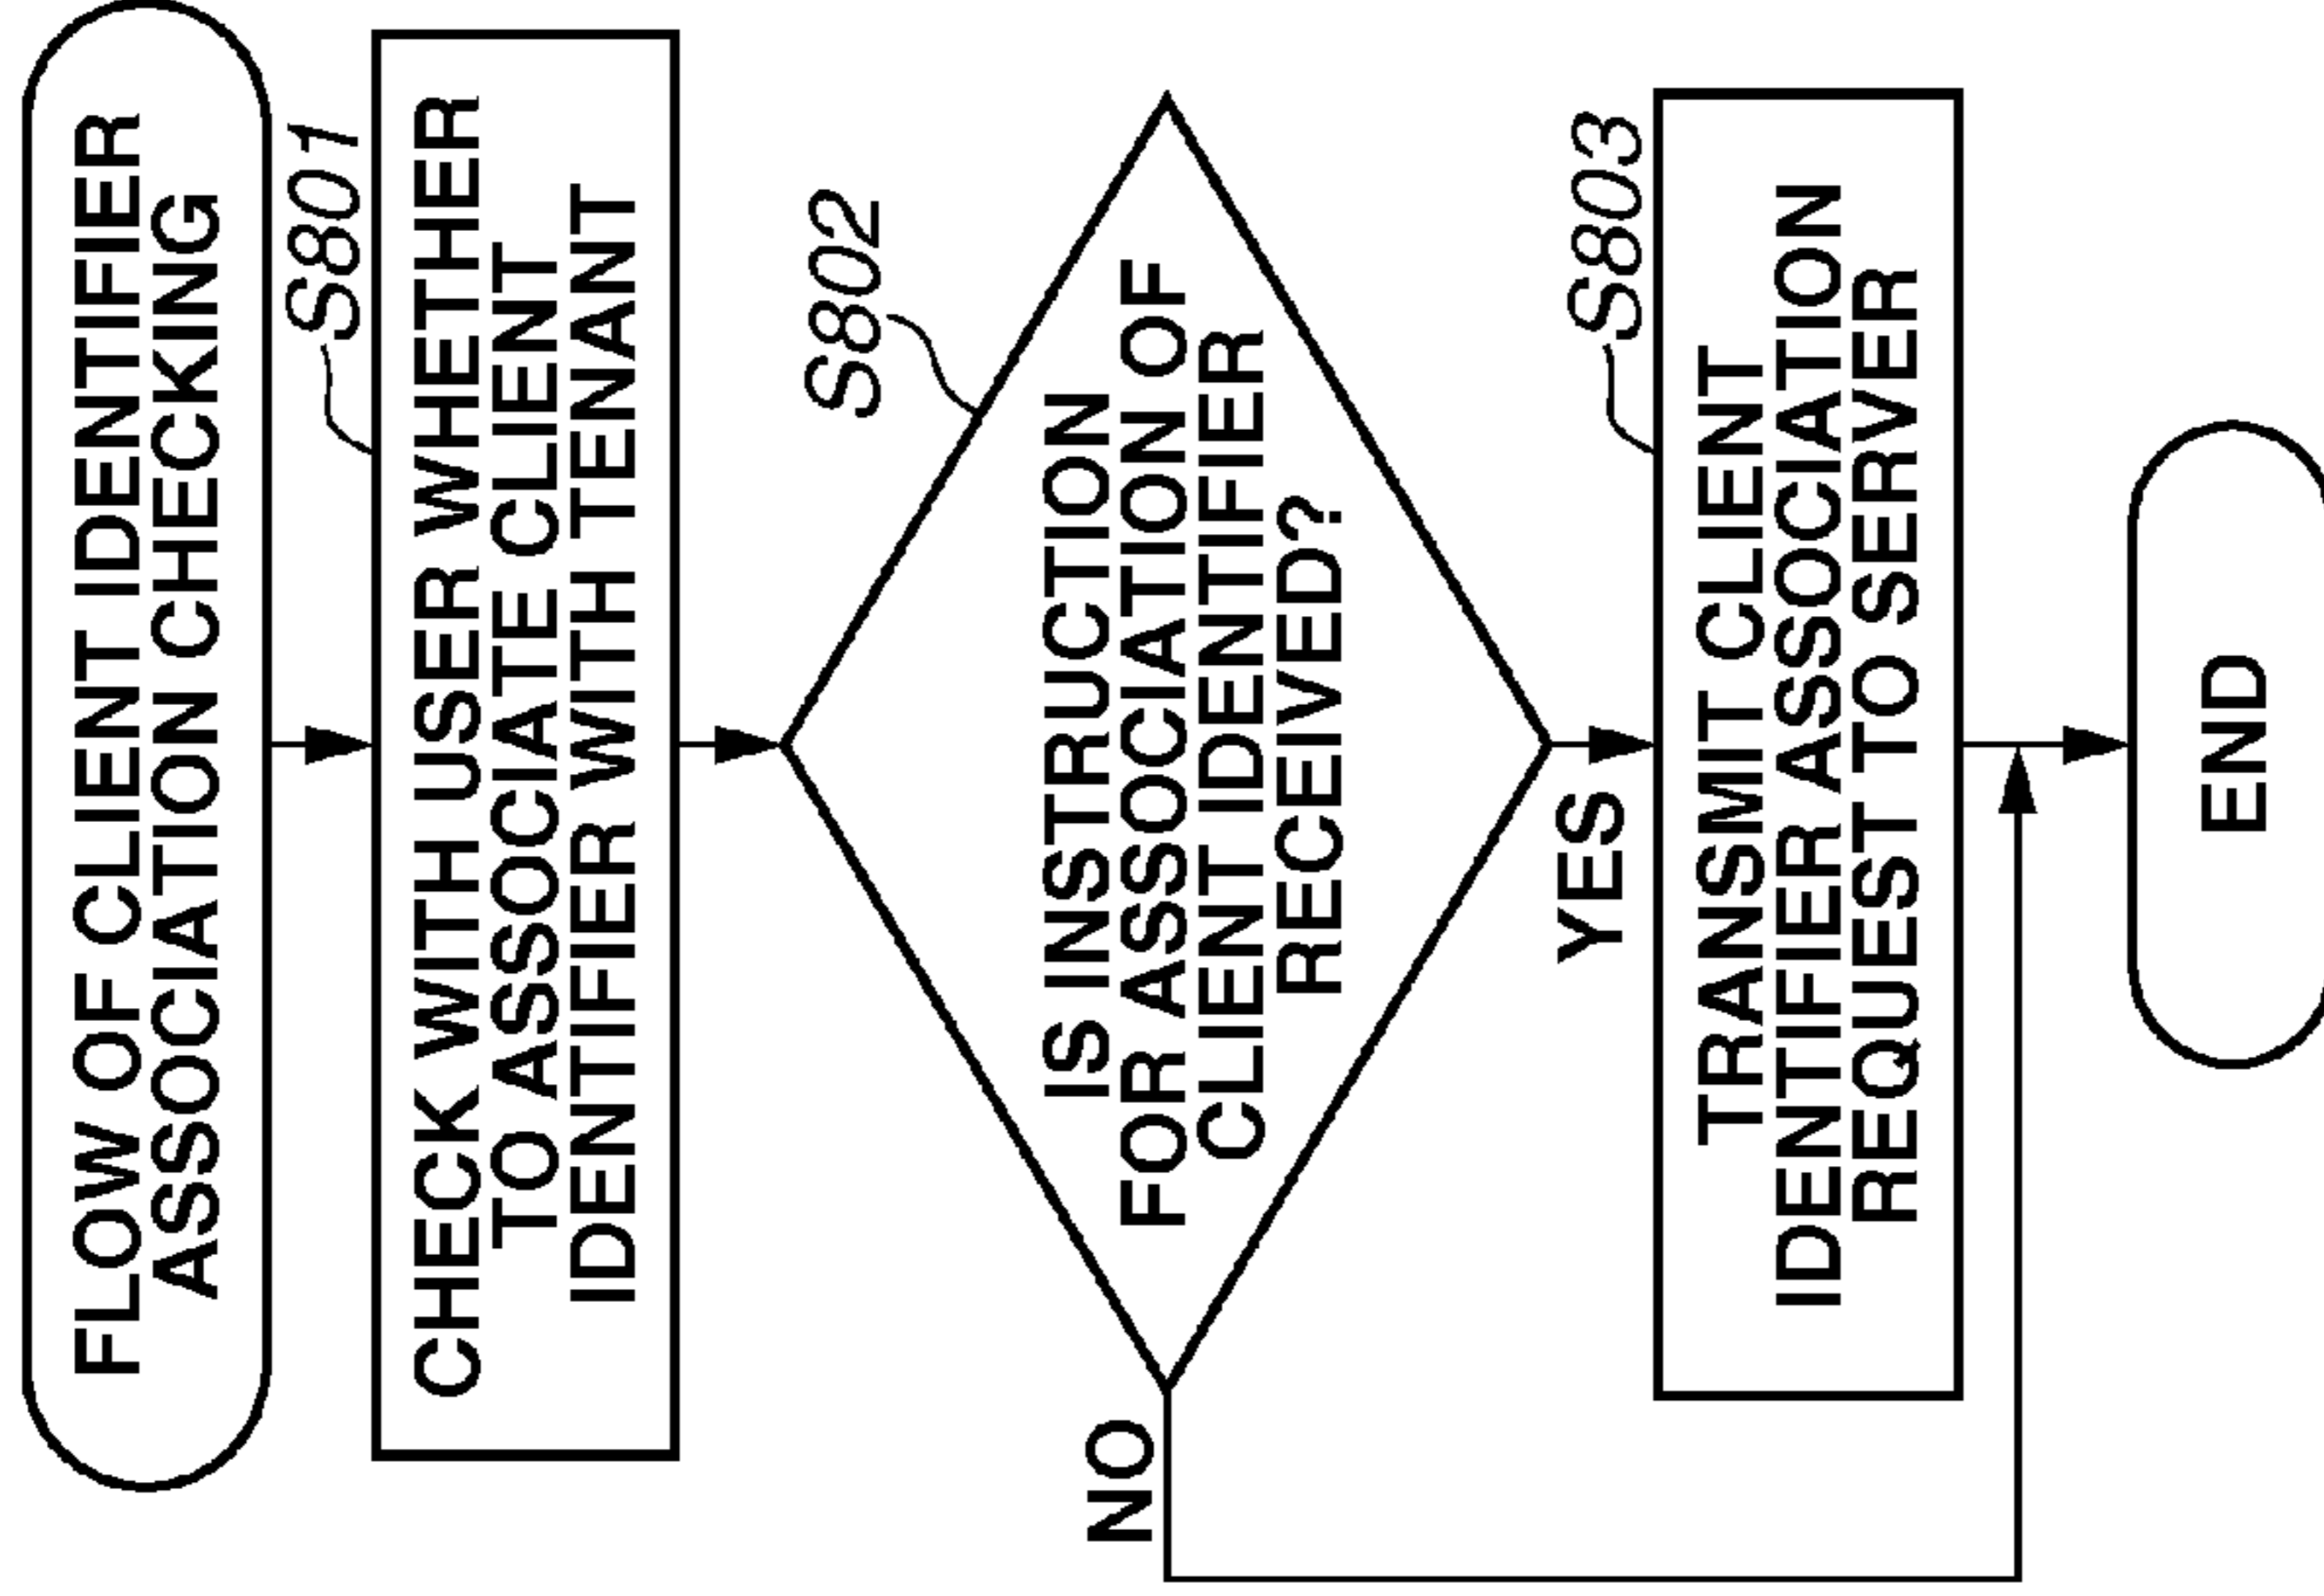 FLOW OF CLIENT IDENTIFIER
ASSOCIATION CHECKING
S801
CHECK WITH USER WHETHER
TO ASSOCIATE CLIENT
IDENTIFIER WITH TENANT
S802
IS INSTRUCTION
FOR ASSOCIATION OF
CLIENT IDENTIFIER
RECEIVED?
NO
YES
S803
TRANSMIT CLIENT
IDENTIFIER ASSOCIATION
REQUEST TO SERVER
END